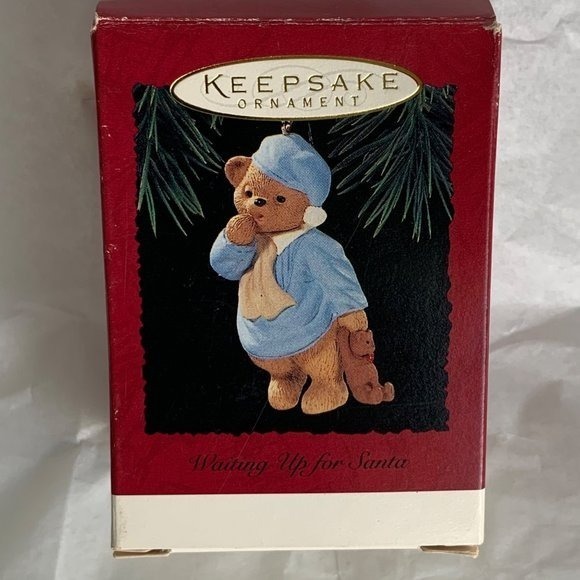 KEEPSAKE
ORNAMENT
Waiting Up for Santa